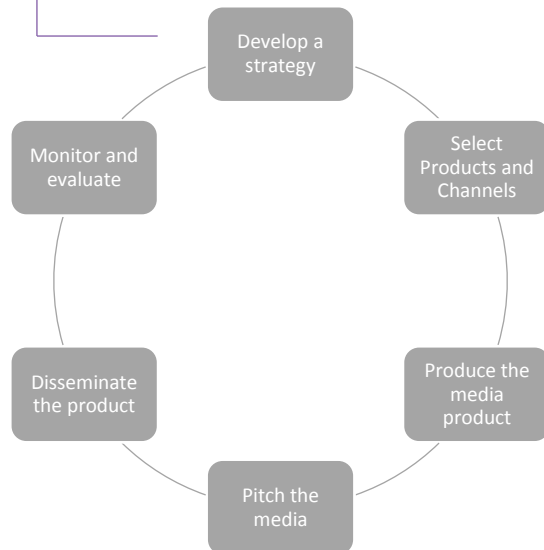 Develop a
strategy
Select
Products and
Channels
Produce the
media
product
Pitch the
media
Disseminate
the product
Monitor and
evaluate